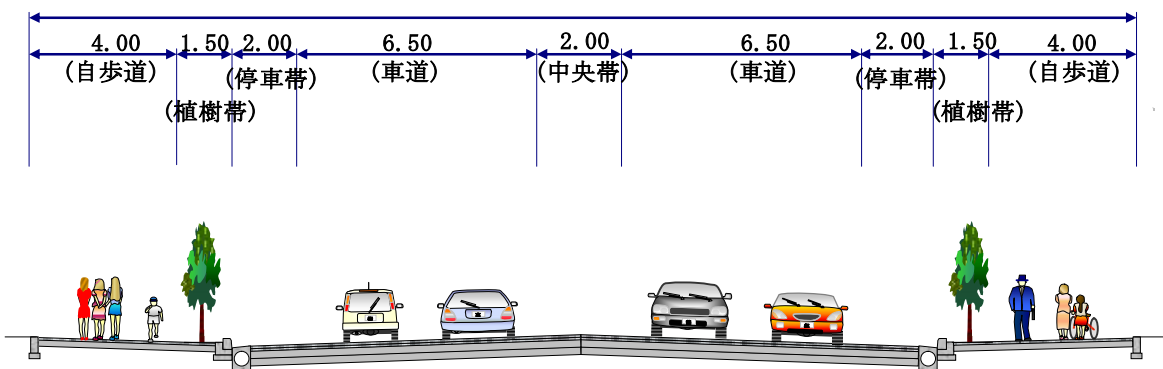 4.00 1.50 2.00 6.50 2.00 6.50 2.00 1.50 4.00
(自歩道) (停車帯) (車道) (中央帯) (車道) (停車帯) (自歩道)
(植樹帯) (植樹帯)